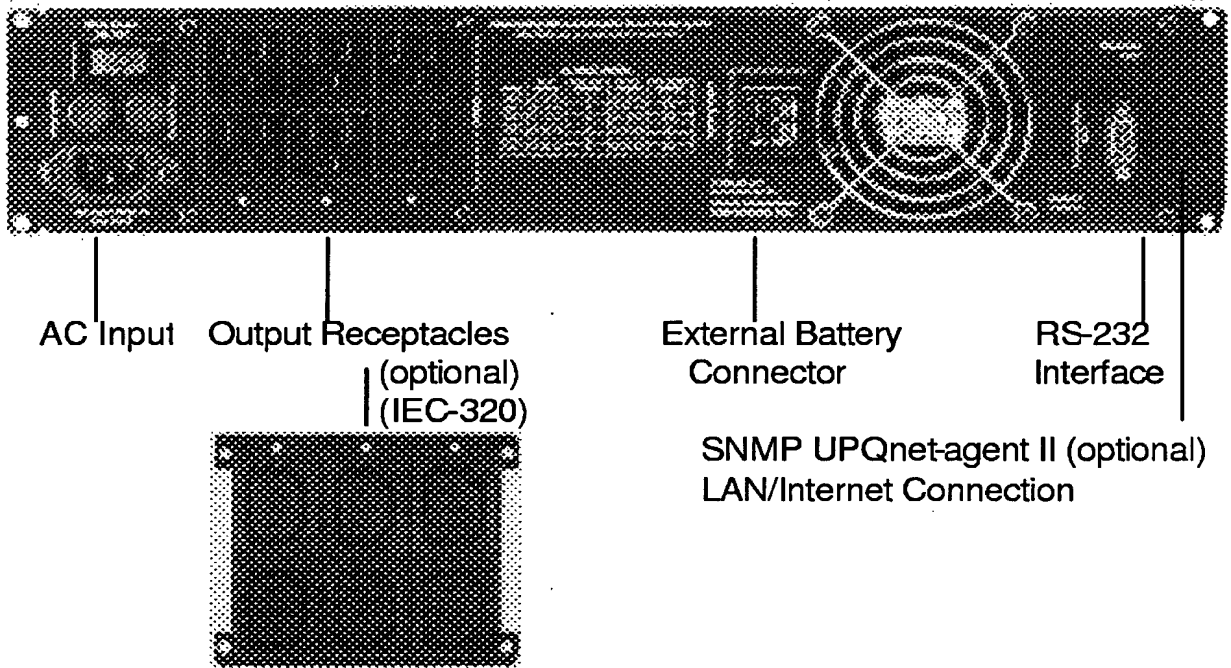 AC Input
Output Receptacles
(optional)
(IEC-320)
External Battery
Connector
RS-232
Interface
SNMP UPQnet-agent II (optional)
LAN/Internet Connection